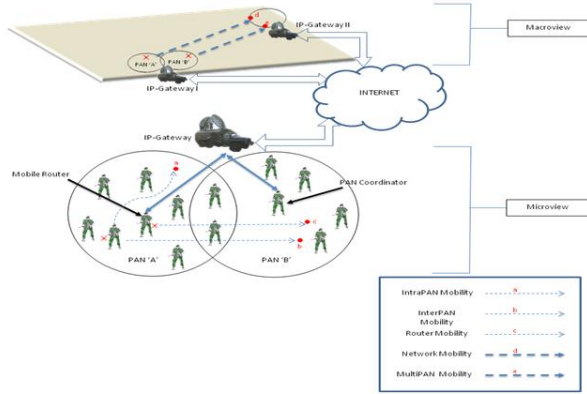 d
IP-Gateway II
e
Macroview
PAN 'A'
PAN 'B'
IP-Gateway I
INTERNET
IP-Gateway
a
Mobile Router
PAN Coordinator
Microview
c
b
PAN 'A'
PAN 'B'
IntraPAN Mobility
a
InterPAN
Mobility
b
Router Mobility
c
Network Mobility
d
MultiPAN Mobility
e